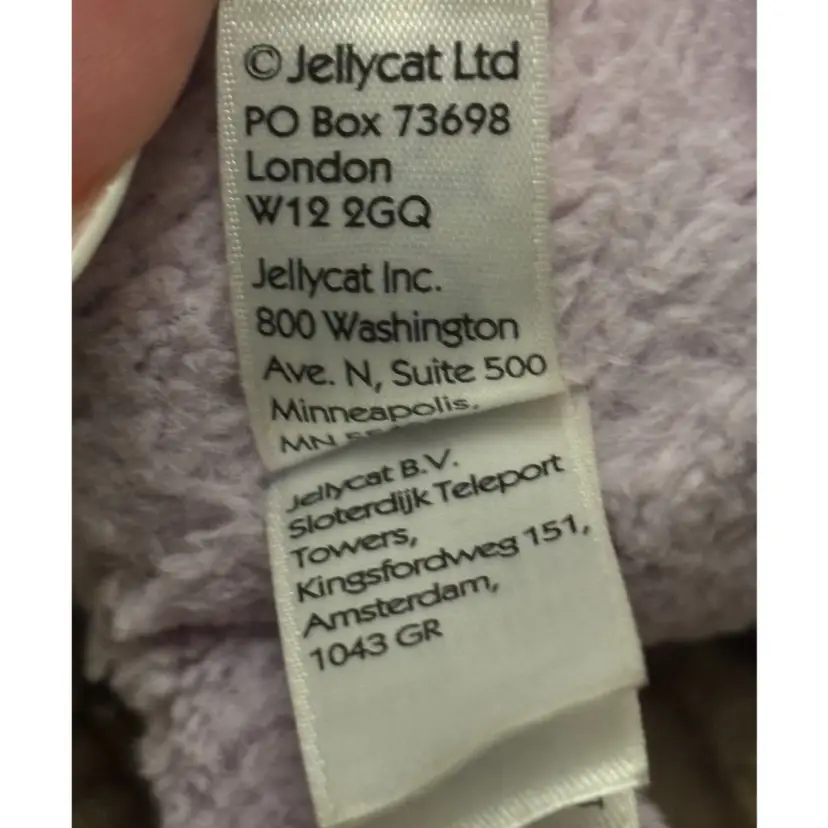 © Jellycat Ltd
PO Box 73698
London
W12 2GQ
Jellycat Inc.
800 Washington
Ave. N, Suite 500
Minneapolis,
MN
Jellycat B.V.
Sloterdijk Teleport
Towers,
Kingsfordweg 151,
Amsterdam,
1043 GR